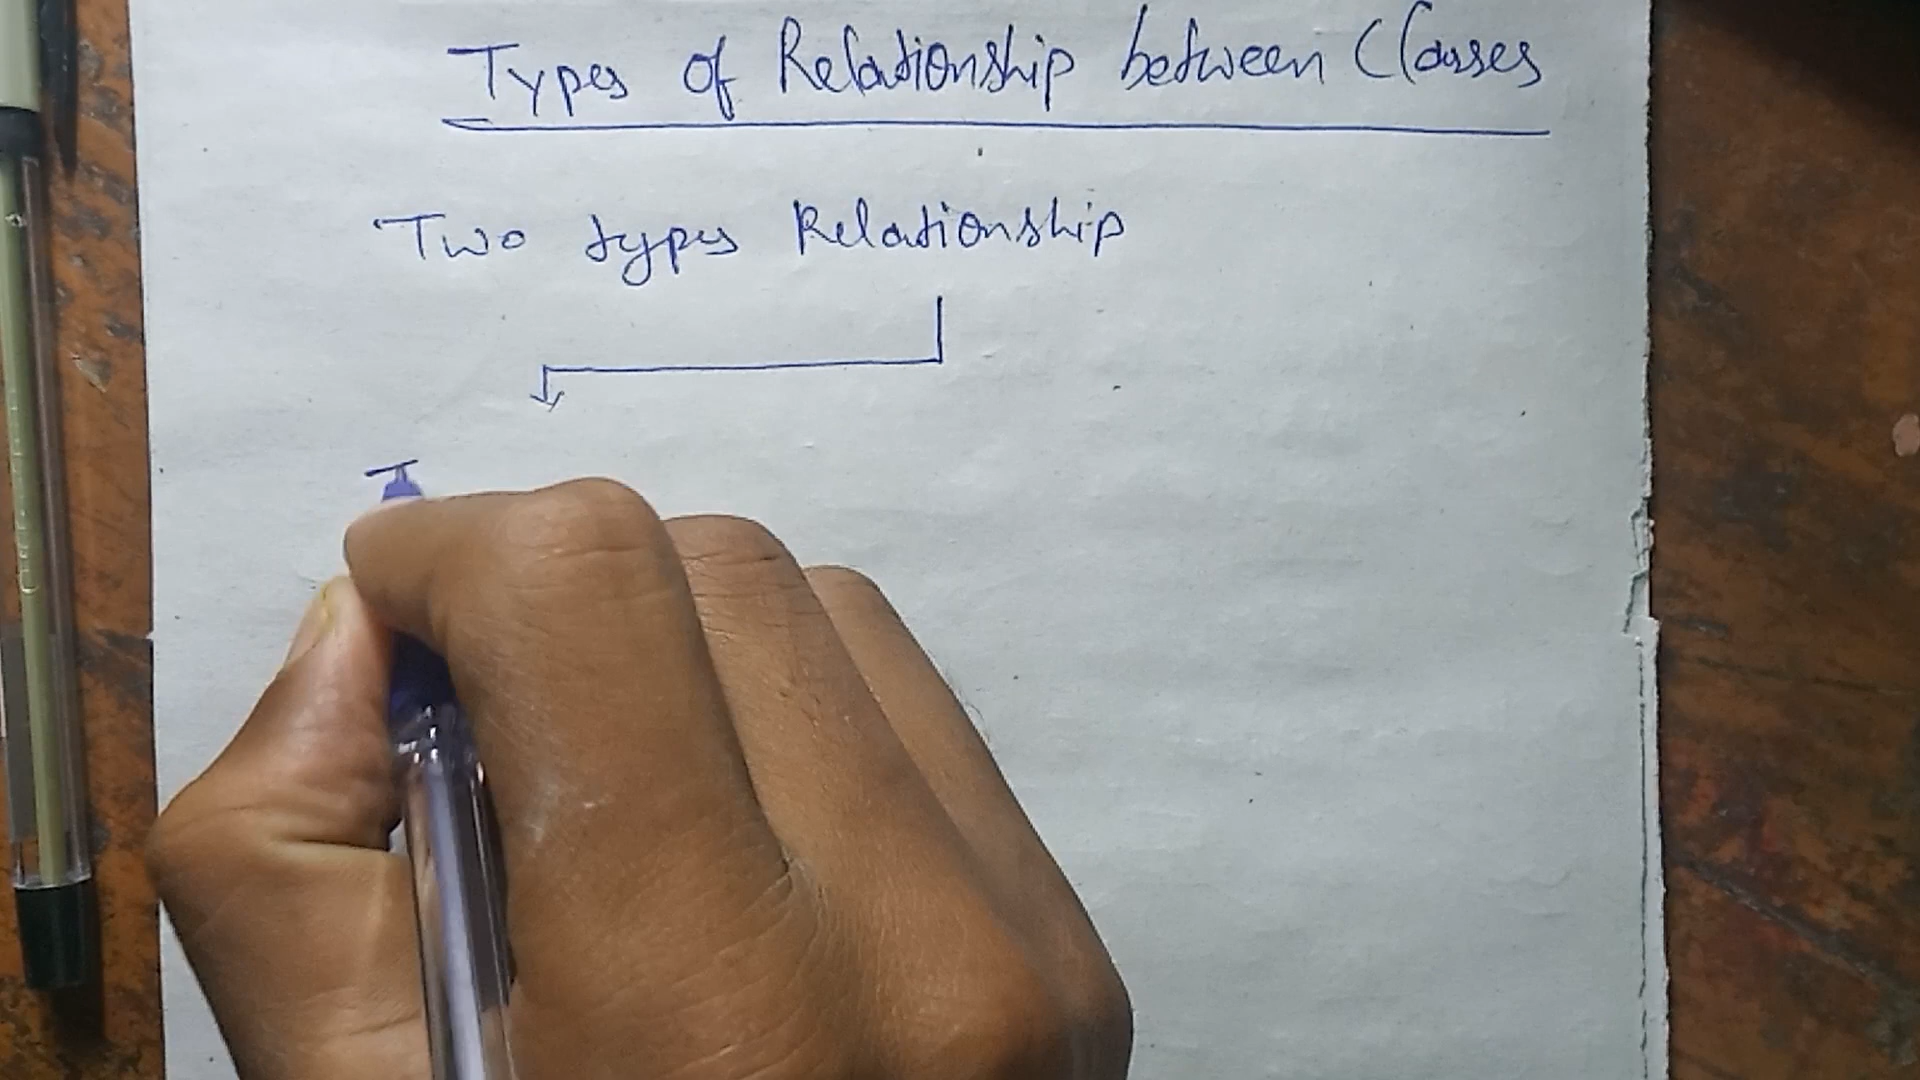 Types of Relationship between Classes
Two types Relationship